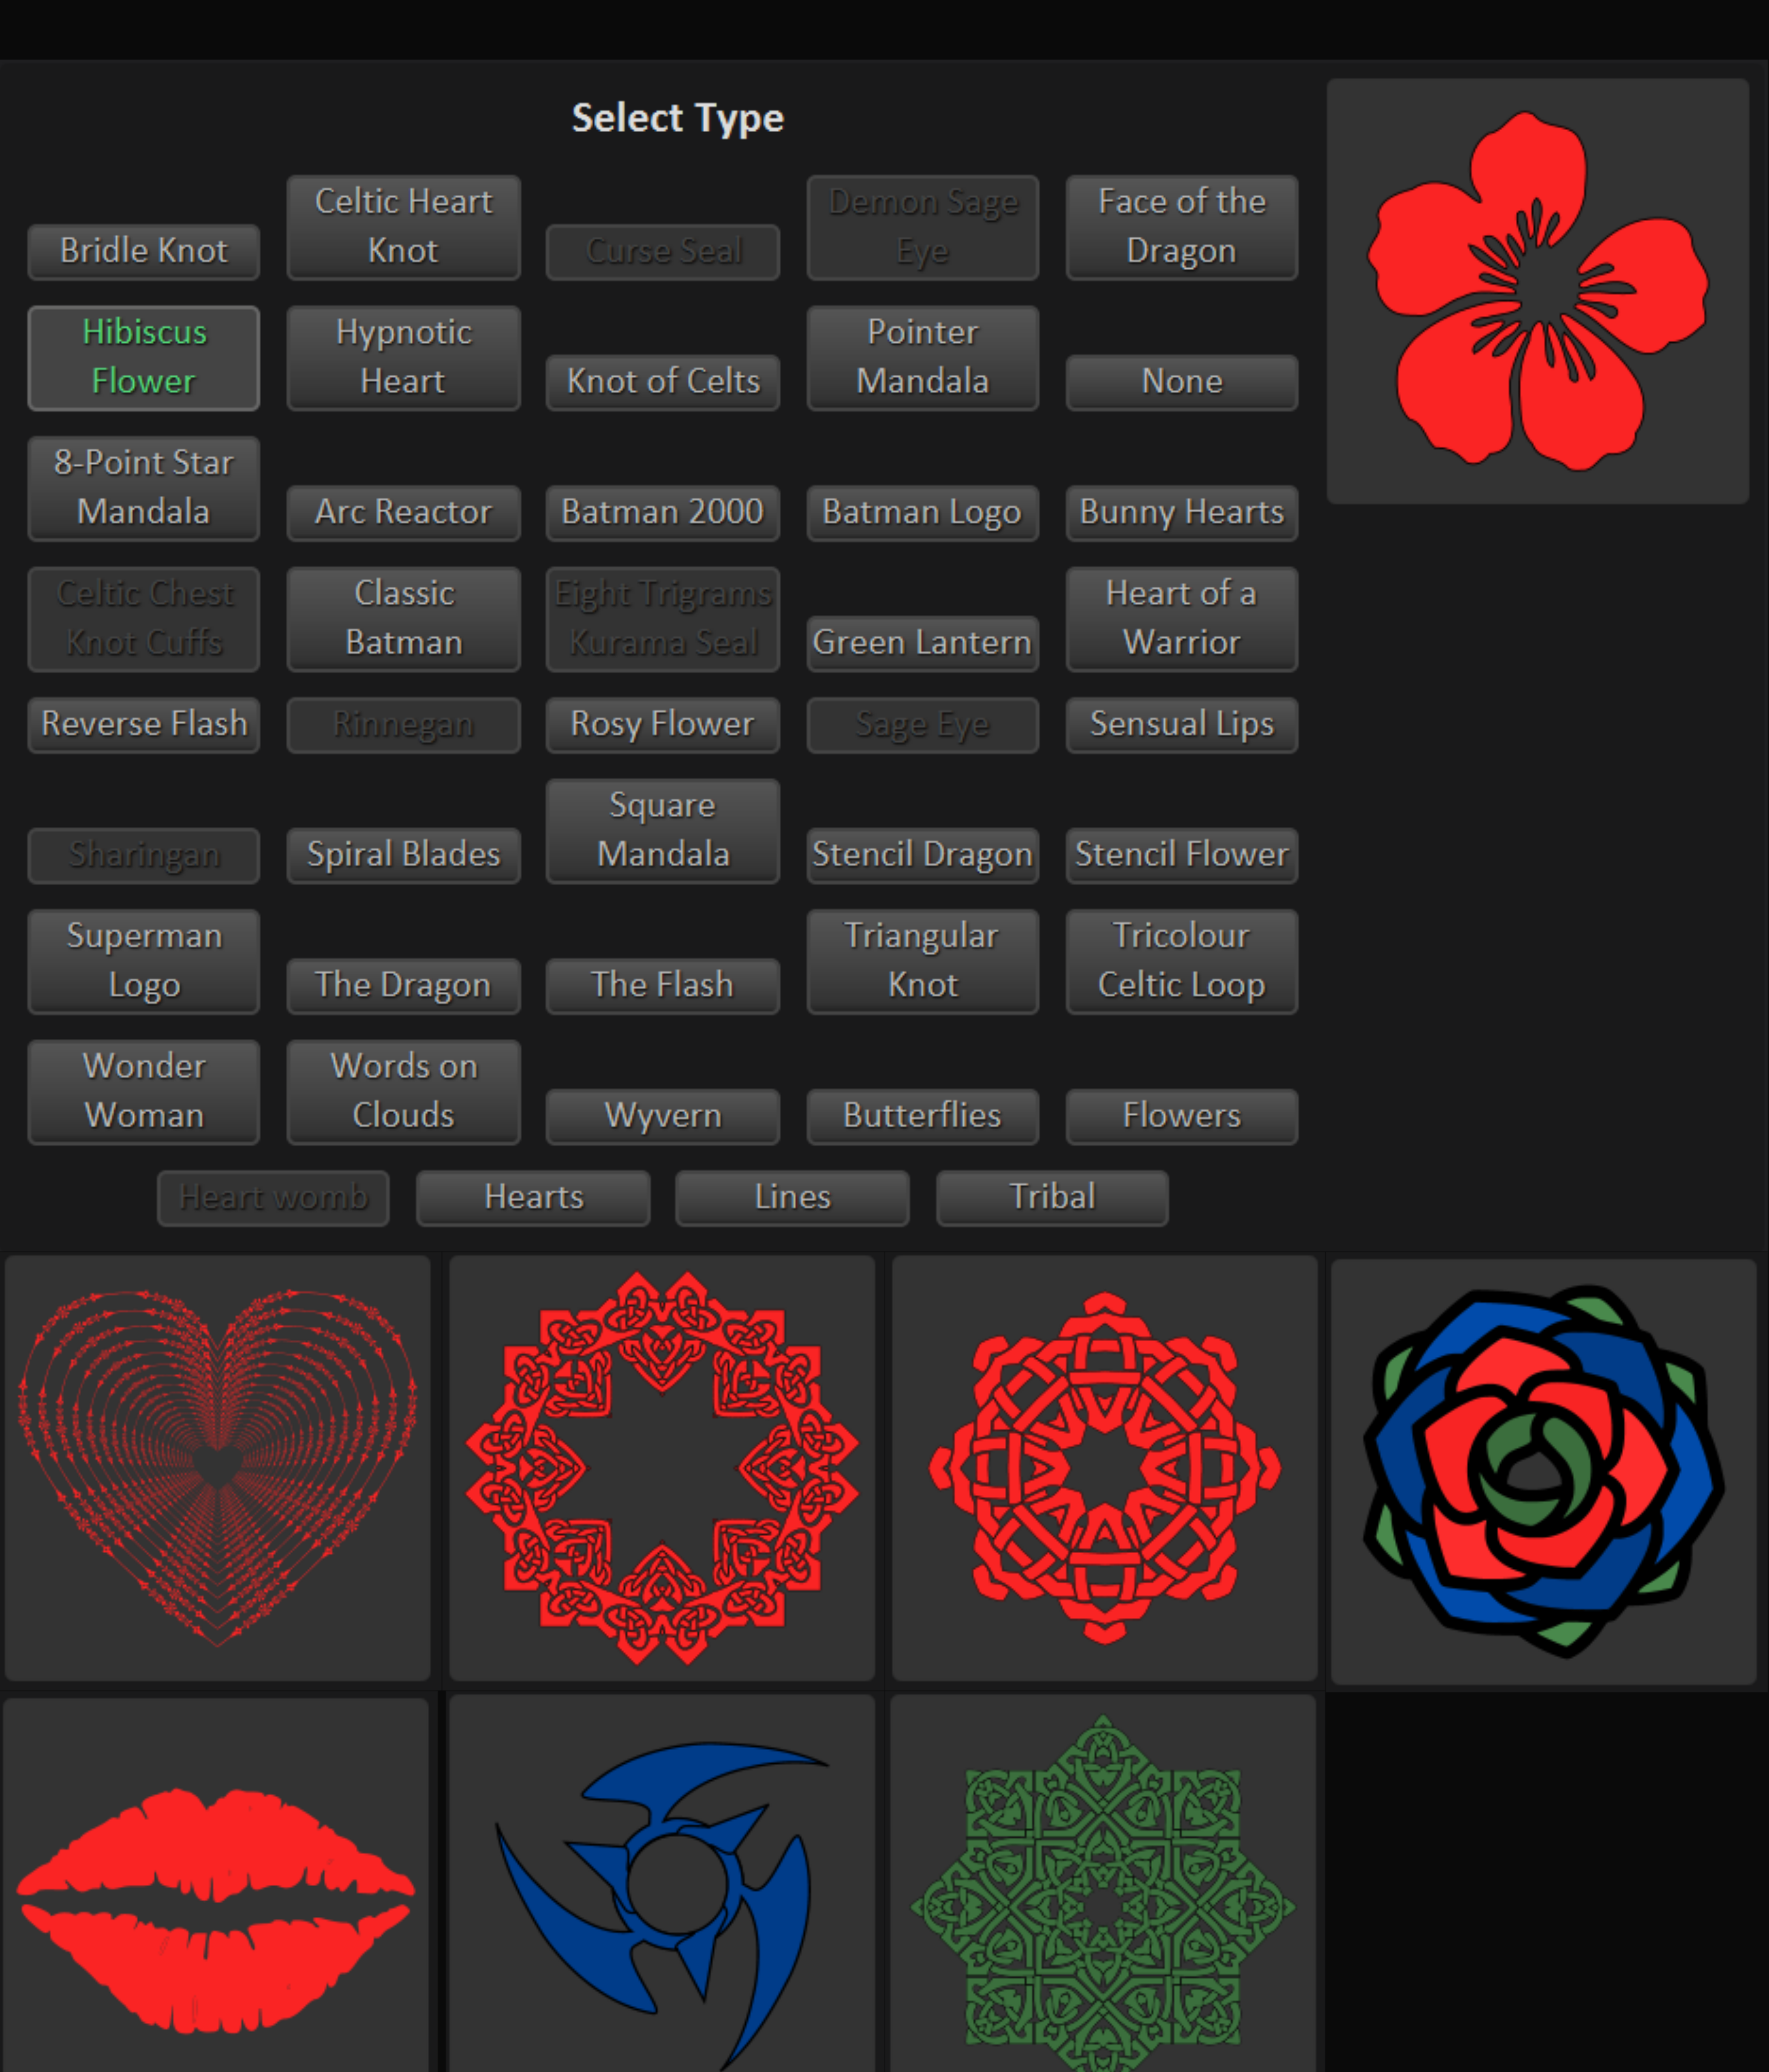 Select Type
Bridle Knot
Celtic Heart
Knot
Curse Seal
Demon Sage
Eye
Face of the
Dragon
Hibiscus
Flower
Hypnotic
Heart
Knot of Celts
Pointer
Mandala
None
8-Point Star
Mandala
Arc Reactor
Batman 2000
Batman Logo
Bunny Hearts
Celtic Chest
Knot Cuffs
Classic
Batman
Eight Trigrams
Kurama Seal
Green Lantern
Heart of a
Warrior
Reverse Flash
Rinnegan
Rosy Flower
Sage Eye
Sensual Lips
Sharingan
Spiral Blades
Square
Mandala
Stencil Dragon
Stencil Flower
Superman
Logo
The Dragon
The Flash
Triangular
Knot
Tricolour
Celtic Loop
Wonder
Woman
Words on
Clouds
Wyvern
Butterflies
Flowers
Heart womb
Hearts
Lines
Tribal